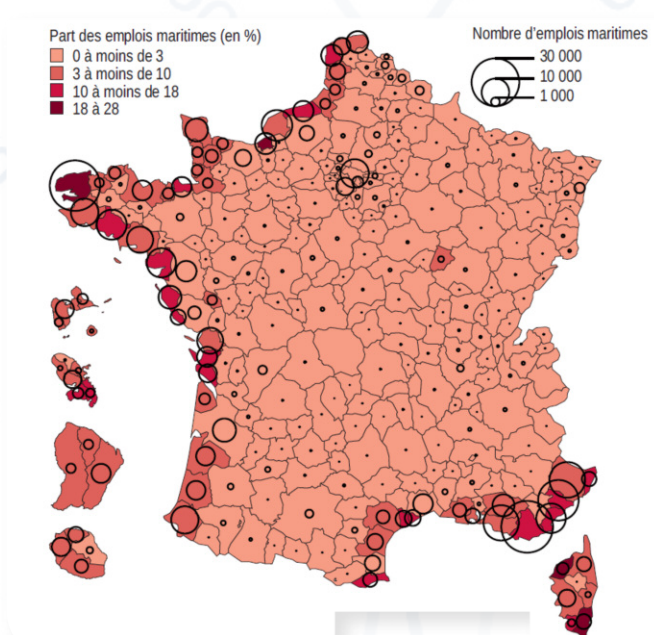 Part des emplois maritimes (en %)
0 à moins de 3
3 à moins de 10
10 à moins de 18
18 à 28
Nombre d'emplois maritimes
30 000
10 000
1 000